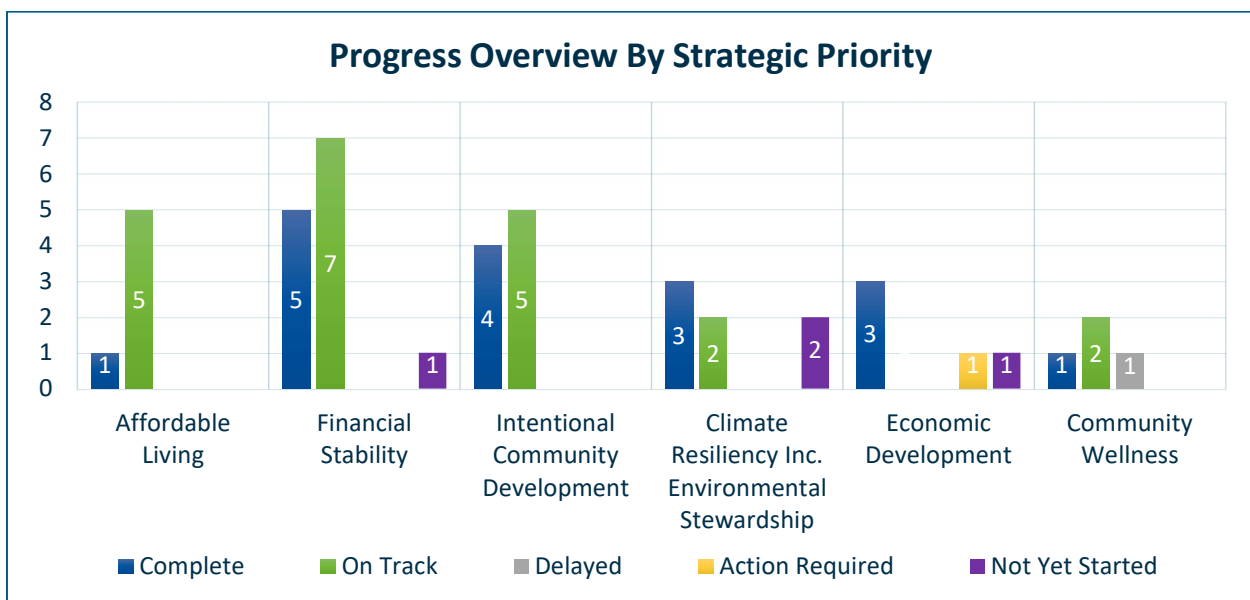 Progress Overview By Strategic Priority
8
7
6
5
4
3
2
1
0
1
5
5
7
1
4
5
3
2
2
3
1
1
1
2
1
Affordable
Living
Financial
Stability
Intentional
Community
Development
Climate
Resiliency Inc.
Environmental
Stewardship
Economic
Development
Community
Wellness
Complete
On Track
Delayed
Action Required
Not Yet Started